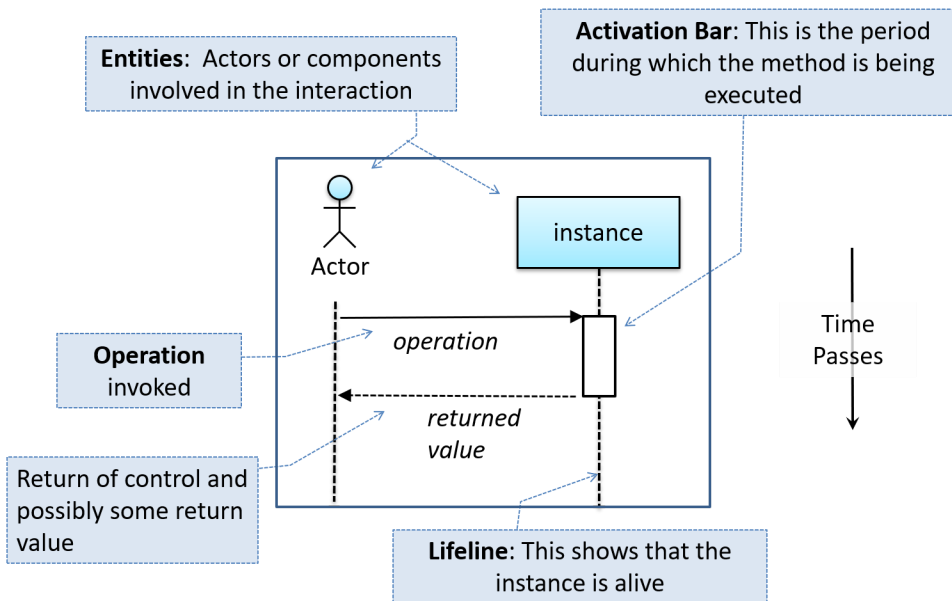 Entities: Actors or components
involved in the interaction
Activation Bar: This is the period
during which the method is being
executed
instance
Actor
operation
Operation
invoked
Time
Passes
returned
value
Return of control and
possibly some return
value
Lifeline: This shows that the
instance is alive